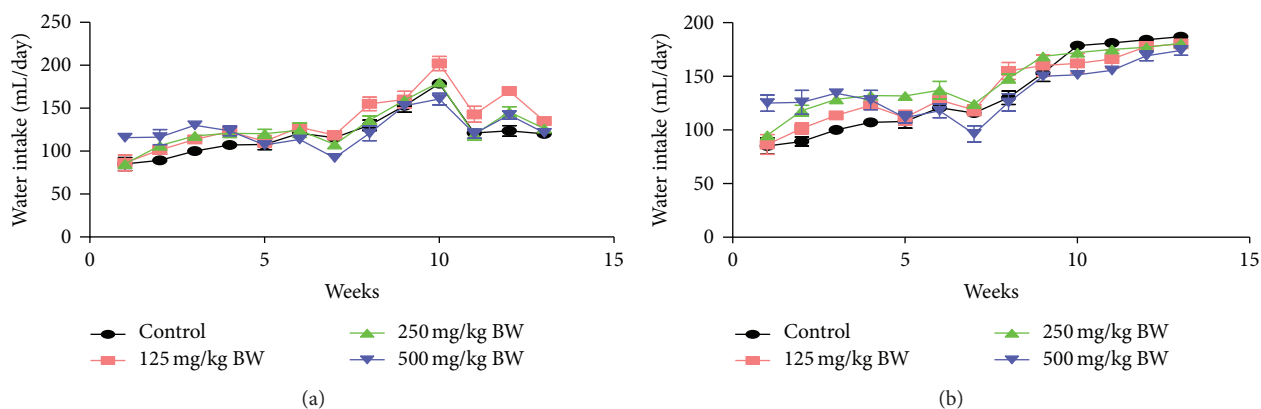 250
200
150
100
50
0
Water intake (mL/day)
0 5 10 15
Weeks
Control
125 mg/kg BW
250 mg/kg BW
500 mg/kg BW
(a)
200
150
100
50
0
Water intake (mL/day)
0 5 10 15
Weeks
Control
125 mg/kg BW
250 mg/kg BW
500 mg/kg BW
(b)